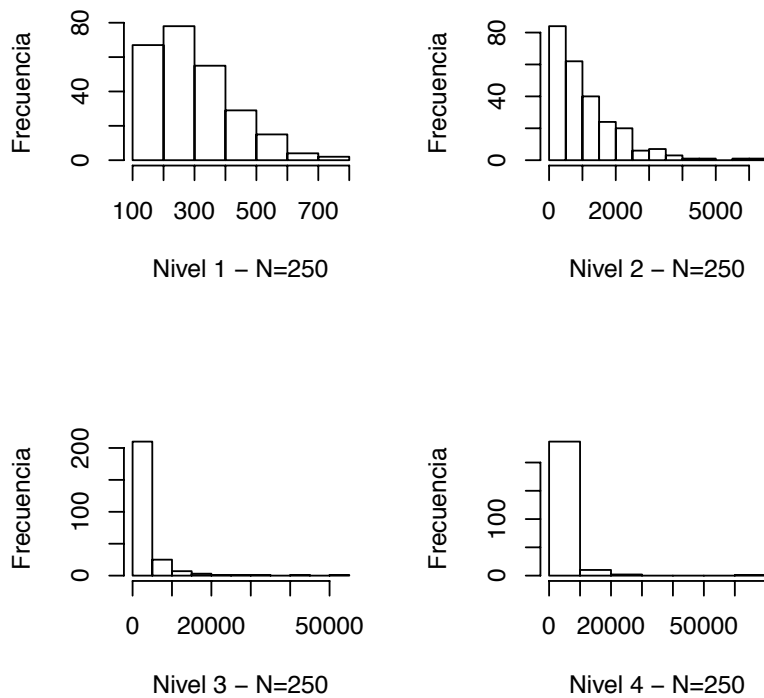 Frecuencia
0 40 80
100 300 500 700
Nivel 1 – N=250
Frecuencia
0 40 80
0 2000 5000
Nivel 2 – N=250
Frecuencia
0 100 200
0 20000 50000
Nivel 3 – N=250
Frecuencia
0 100
0 20000 50000
Nivel 4 – N=250